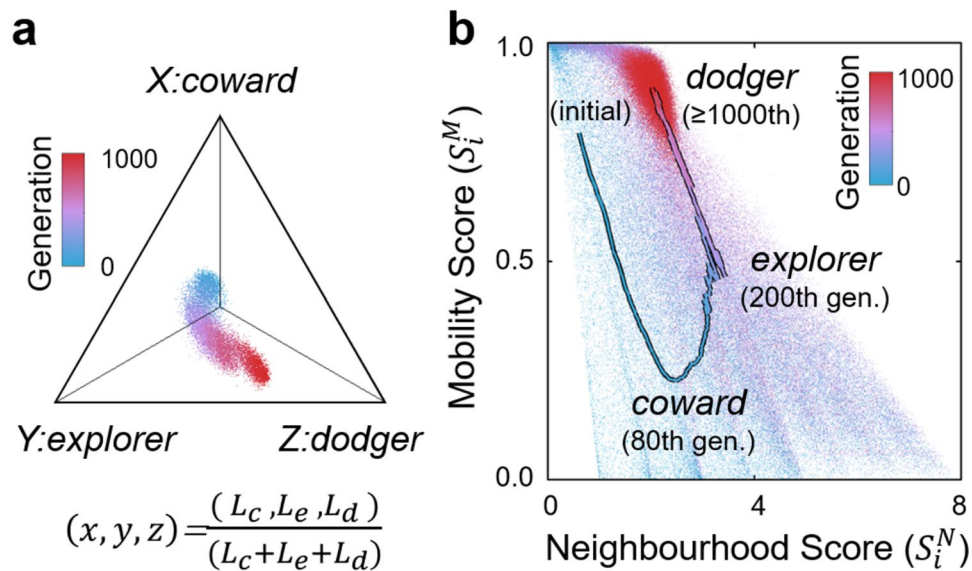 a
X:coward
Generation
1000
0
Y:explorer
Z:dodger
(x, y, z) = (L_c, L_e, L_d) / (L_c+L_e+L_d)
b
Mobility Score (S_i^M)
1.0
0.5
0.0
(initial)
dodger
(≥1000th)
Generation
1000
0
explorer
(200th gen.)
coward
(80th gen.)
0
4
8
Neighbourhood Score (S_i^N)